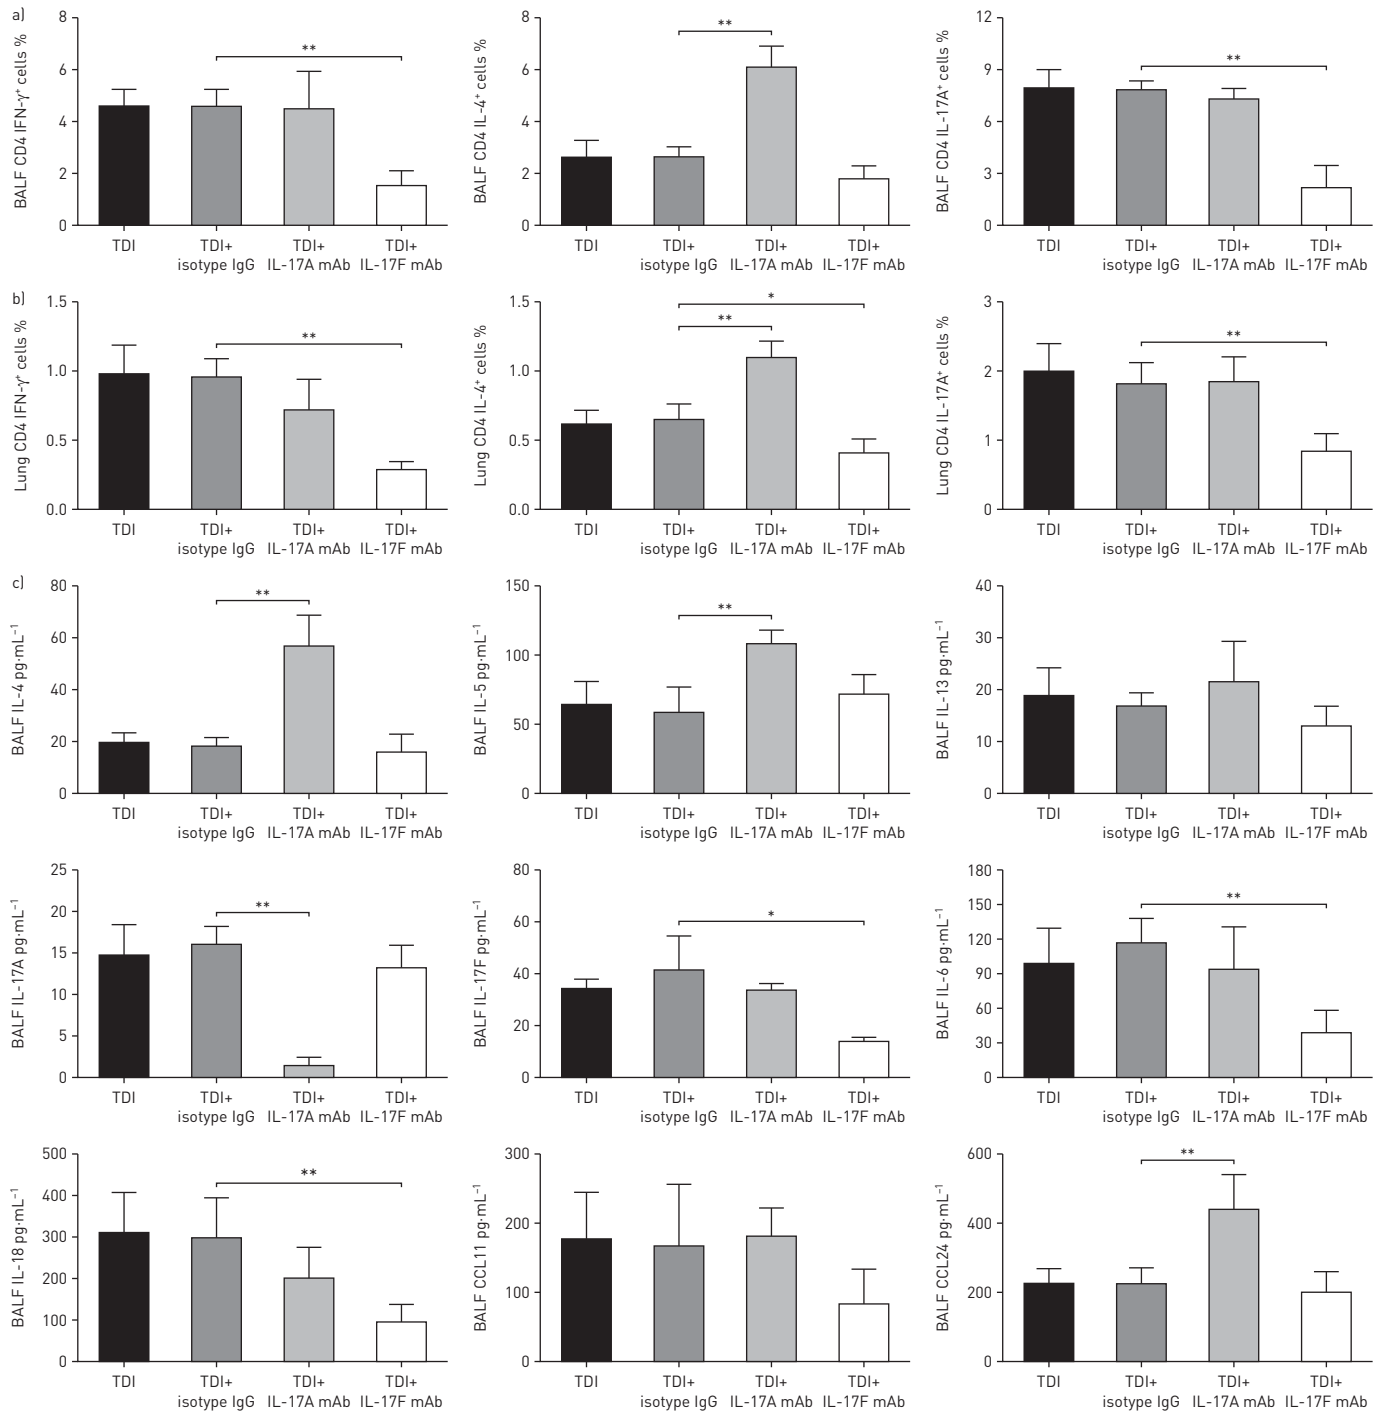 a)
BALF CD4 IFN-γ⁺ cells %
8
6
4
2
0
**
TDI
TDI+
isotype IgG
TDI+
IL-17A mAb
TDI+
IL-17F mAb
BALF CD4 IL-4⁺ cells %
8
6
4
2
0
**
TDI
TDI+
isotype IgG
TDI+
IL-17A mAb
TDI+
IL-17F mAb
BALF CD4 IL-17A⁺ cells %
12
9
6
3
0
**
TDI
TDI+
isotype IgG
TDI+
IL-17A mAb
TDI+
IL-17F mAb
b)
Lung CD4 IFN-γ⁺ cells %
1.5
1.0
0.5
0.0
**
TDI
TDI+
isotype IgG
TDI+
IL-17A mAb
TDI+
IL-17F mAb
Lung CD4 IL-4⁺ cells %
1.5
1.0
0.5
0.0
*
**
TDI
TDI+
isotype IgG
TDI+
IL-17A mAb
TDI+
IL-17F mAb
Lung CD4 IL-17A⁺ cells %
3
2
1
0
**
TDI
TDI+
isotype IgG
TDI+
IL-17A mAb
TDI+
IL-17F mAb
c)
BALF IL-4 pg·mL⁻¹
80
60
40
20
0
**
TDI
TDI+
isotype IgG
TDI+
IL-17A mAb
TDI+
IL-17F mAb
BALF IL-5 pg·mL⁻¹
150
100
50
0
**
TDI
TDI+
isotype IgG
TDI+
IL-17A mAb
TDI+
IL-17F mAb
BALF IL-13 pg·mL⁻¹
40
30
20
10
0
TDI
TDI+
isotype IgG
TDI+
IL-17A mAb
TDI+
IL-17F mAb
BALF IL-17A pg·mL⁻¹
25
20
15
10
5
0
**
TDI
TDI+
isotype IgG
TDI+
IL-17A mAb
TDI+
IL-17F mAb
BALF IL-17F pg·mL⁻¹
80
60
40
20
0
*
TDI
TDI+
isotype IgG
TDI+
IL-17A mAb
TDI+
IL-17F mAb
BALF IL-6 pg·mL⁻¹
180
150
120
90
60
30
0
**
TDI
TDI+
isotype IgG
TDI+
IL-17A mAb
TDI+
IL-17F mAb
BALF IL-18 pg·mL⁻¹
500
400
300
200
100
0
**
TDI
TDI+
isotype IgG
TDI+
IL-17A mAb
TDI+
IL-17F mAb
BALF CCL11 pg·mL⁻¹
300
200
100
0
TDI
TDI+
isotype IgG
TDI+
IL-17A mAb
TDI+
IL-17F mAb
BALF CCL24 pg·mL⁻¹
600
400
200
0
**
TDI
TDI+
isotype IgG
TDI+
IL-17A mAb
TDI+
IL-17F mAb